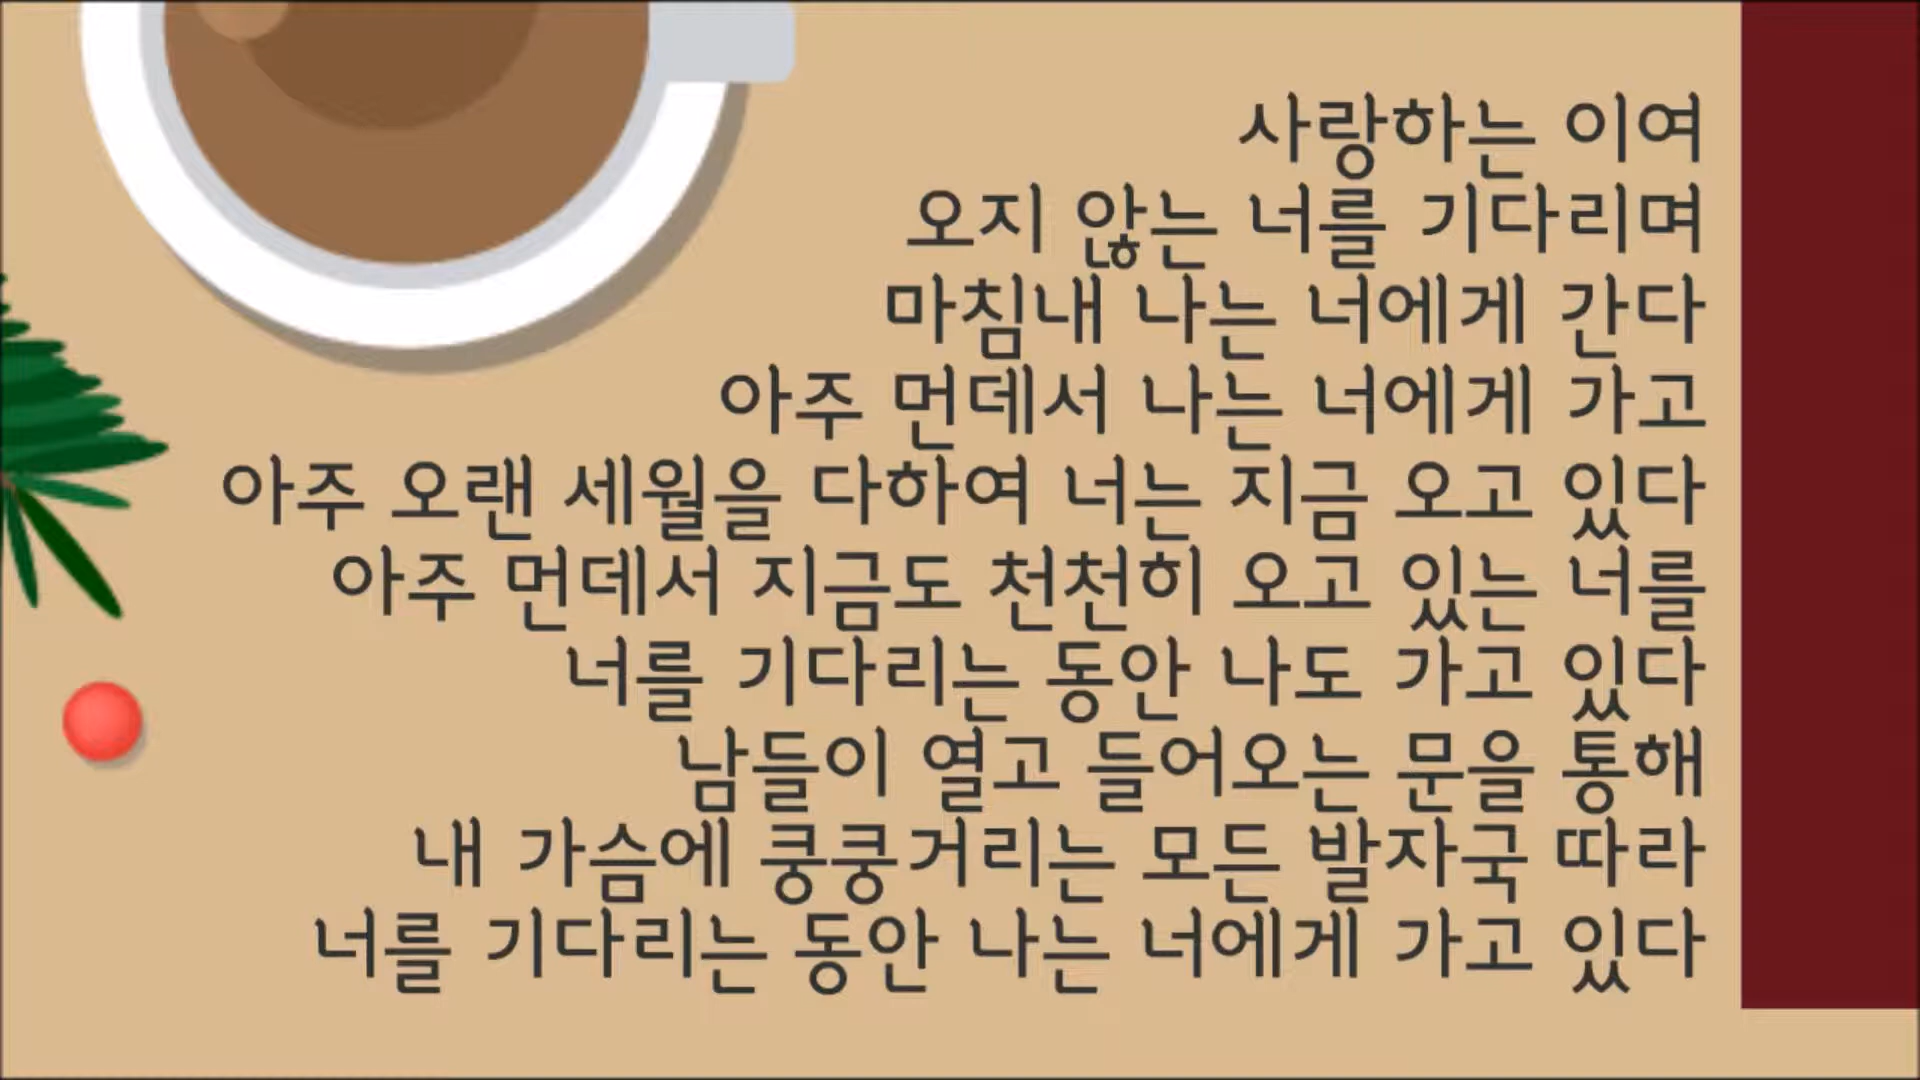 사랑하는 이여
오지 않는 너를 기다리며
마침내 나는 너에게 간다
아주 먼데서 나는 너에게 가고
아주 오랜 세월을 다하여 너는 지금 오고 있다
아주 먼데서 지금도 천천히 오고 있는 너를
너를 기다리는 동안 나도 가고 있다
남들이 열고 들어오는 문을 통해
내 가슴에 쿵쿵거리는 모든 발자국 따라
너를 기다리는 동안 나는 너에게 가고 있다